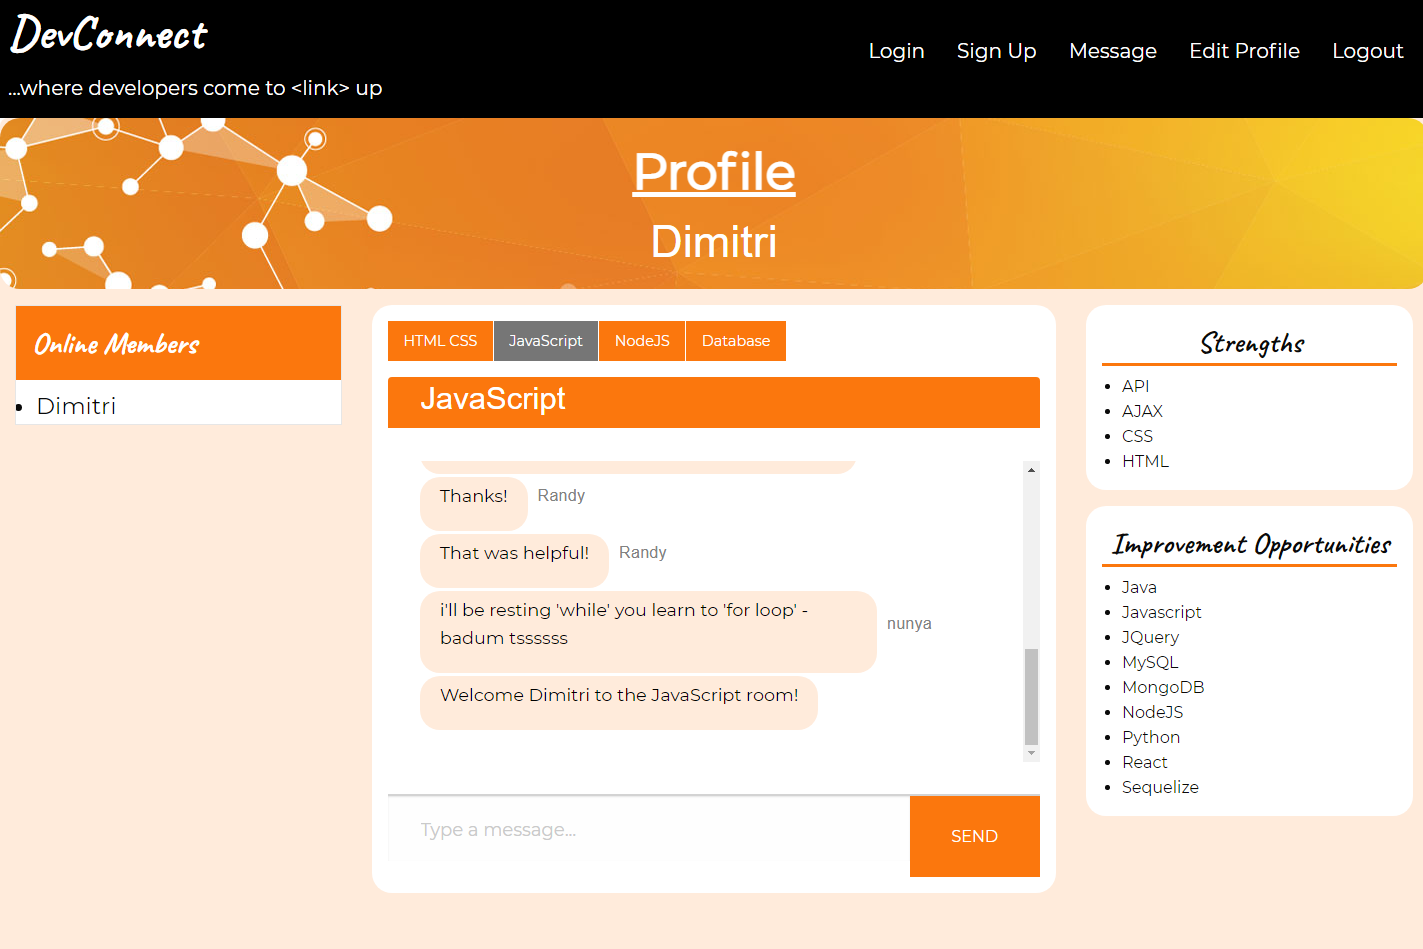 DevConnect
...where developers come to <link> up
Login Sign Up Message Edit Profile Logout
Profile
Dimitri
Online Members
Dimitri
HTML CSS JavaScript NodeJS Database
JavaScript
Thanks! Randy
That was helpful! Randy
i'll be resting 'while' you learn to 'for loop' -
badum tssssss
nunya
Welcome Dimitri to the JavaScript room!
Type a message...
SEND
Strengths
API
AJAX
CSS
HTML
Improvement Opportunities
Java
Javascript
JQuery
MySQL
MongoDB
NodeJS
Python
React
Sequelize